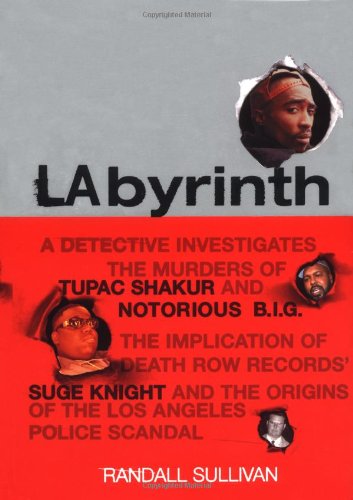 LAbyrinth
A DETECTIVE INVESTIGATES
THE MURDERS OF
TUPAC SHAKUR AND
NOTORIOUS B.I.G.
THE IMPLICATION OF
DEATH ROW RECORDS'
SUGE KNIGHT AND THE ORIGINS
OF THE LOS ANGELES
POLICE SCANDAL
RANDALL SULLIVAN